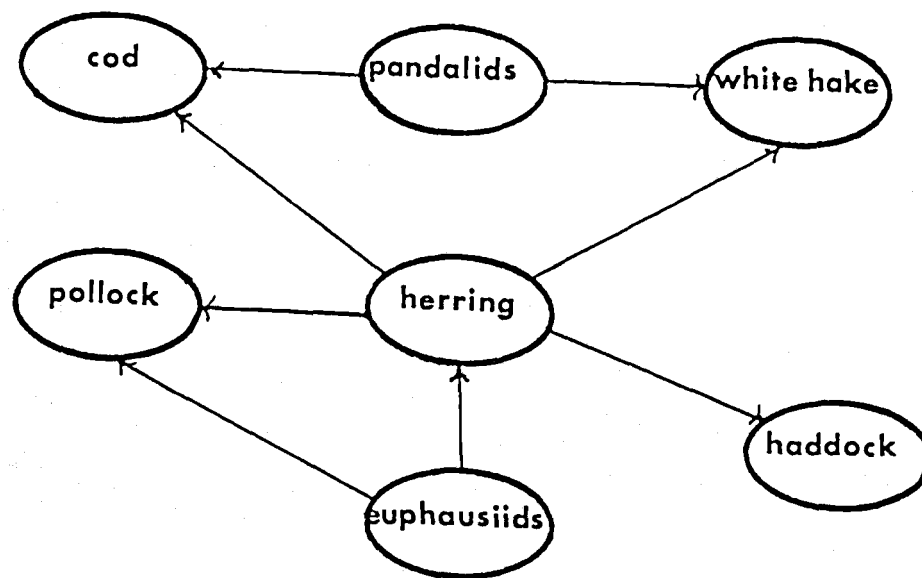 cod
pandalids
white hake
pollock
herring
haddock
euphausiids